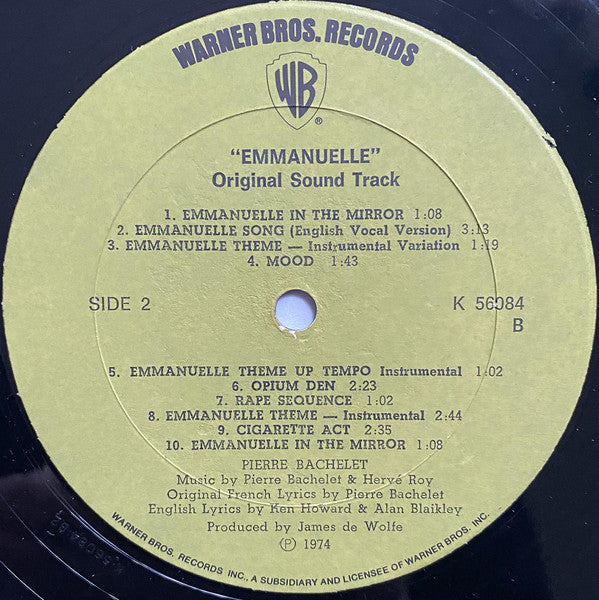 WARNER BROS. RECORDS
WB
®
"EMMANUELLE"
Original Sound Track
1. EMMANUELLE IN THE MIRROR 1:08
2. EMMANUELLE SONG (English Vocal Version) 3:13
3. EMMANUELLE THEME — Instrumental Variation 1:19
4. MOOD 1:43
SIDE 2
K 56084
B
5. EMMANUELLE THEME UP TEMPO Instrumental 1:02
6. OPIUM DEN 2:23
7. RAPE SEQUENCE 1:02
8. EMMANUELLE THEME — Instrumental 2:44
9. CIGARETTE ACT 2:35
10. EMMANUELLE IN THE MIRROR 1:08
PIERRE BACHELET
Music by Pierre Bachelet & Hervé Roy
Original French Lyrics by Pierre Bachelet
English Lyrics by Ken Howard & Alan Blaikley
Produced by James de Wolfe
Ⓟ 1974
WARNER BROS. RECORDS INC., A SUBSIDIARY AND LICENSEE OF WARNER BROS. INC.